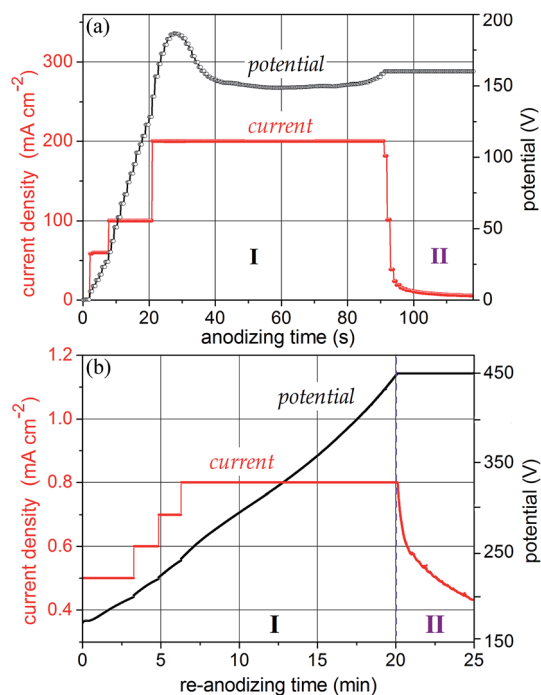 (a)
potential
current
I
II
300
200
100
0
current density (mA cm⁻²)
200
150
100
50
0
potential (V)
0 20 40 60 80 100
anodizing time (s)
(b)
potential
current
I
II
1.2
1.0
0.8
0.6
0.4
current density (mA cm⁻²)
450
350
250
150
potential (V)
0 5 10 15 20 25
re-anodizing time (min)